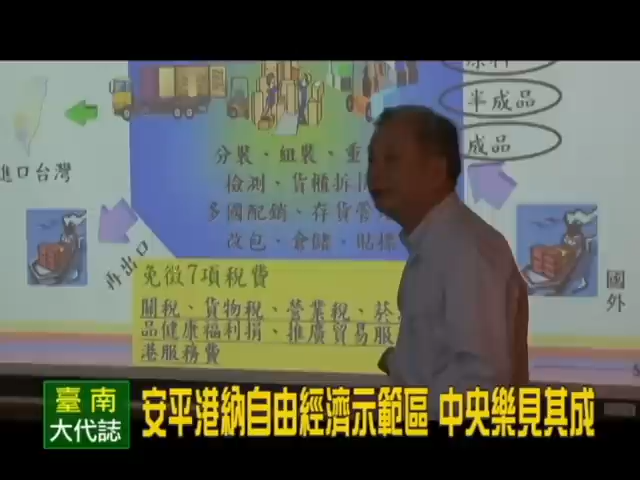 半成品
成品
進口台灣
分裝、組裝、重
檢測、貨櫃拆
多國配銷、存貨管
改包、倉儲、貼標
再出口
國外
免徵7項稅費
關稅、貨物稅、營業稅、菸
品健康福利捐、推廣貿易服
港服務費
臺南
大代誌
安平港納自由經濟示範區 中央樂見其成